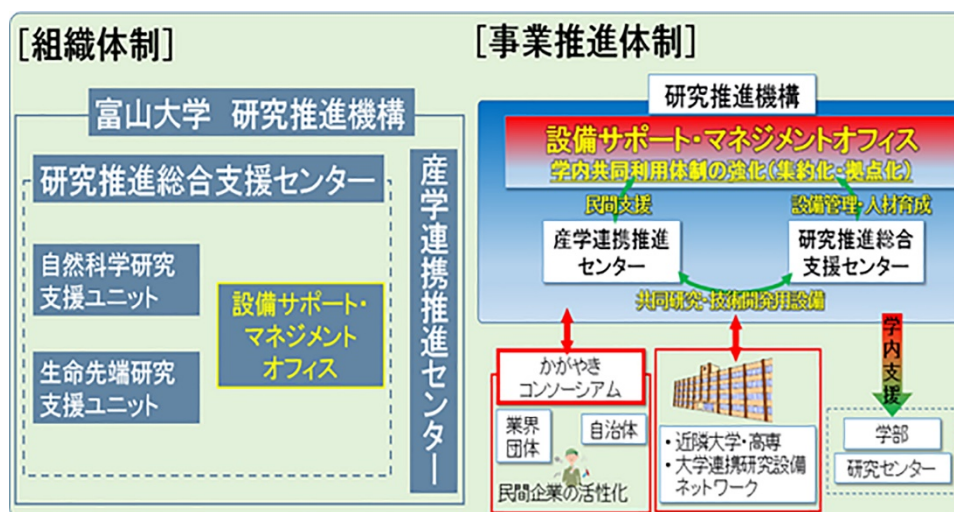 [組織体制]
富山大学 研究推進機構
研究推進総合支援センター
自然科学研究
支援ユニット
生命先端研究
支援ユニット
設備サポート・
マネジメント
オフィス
産学連携推進センター
[事業推進体制]
研究推進機構
設備サポート・マネジメントオフィス
学内共同利用体制の強化(集約化・拠点化)
民間支援
設備管理・人材育成
産学連携推進
センター
研究推進総合
支援センター
共同研究・技術開発用設備
かがやき
コンソーシアム
業界
団体
自治体
民間企業の活性化
・近隣大学・高専
・大学連携研究設備
ネットワーク
学内支援
学部
研究センター